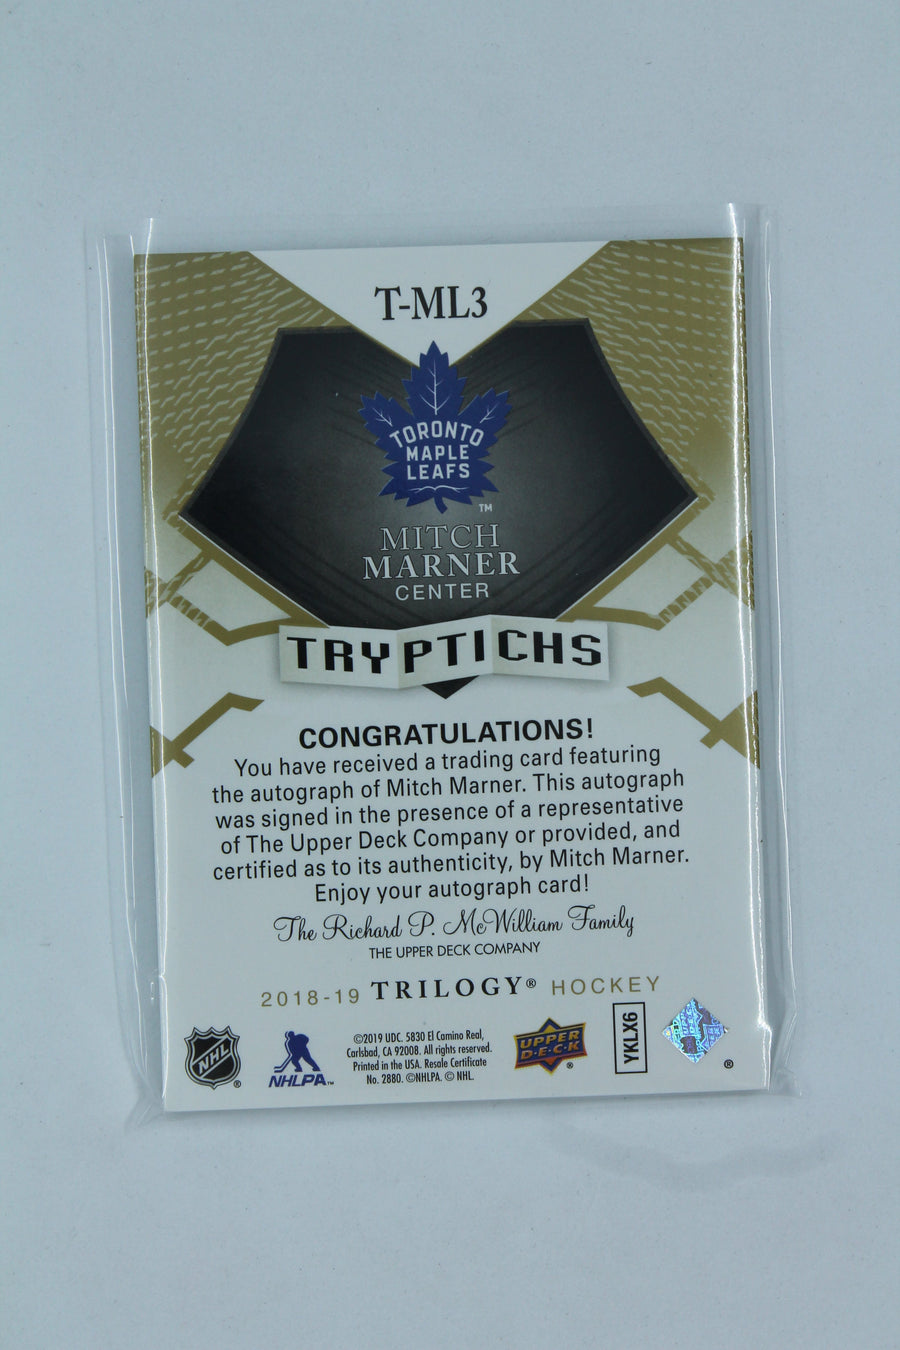 T-ML3
TORONTO
MAPLE
LEAFS
TM
MITCH
MARNER
CENTER
TRYPTICHS
CONGRATULATIONS!
You have received a trading card featuring
the autograph of Mitch Marner. This autograph
was signed in the presence of a representative
of The Upper Deck Company or provided, and
certified as to its authenticity, by Mitch Marner.
Enjoy your autograph card!
The Richard P. McWilliam Family
THE UPPER DECK COMPANY
2018-19 TRILOGY® HOCKEY
NHL ®
NHLPA™
©2019 UDC. 5830 El Camino Real,
Carlsbad, CA 92008. All rights reserved.
Printed in the USA. Resale Certificate
No. 2880. ©NHLPA. © NHL.
UPPER
D·E·C·K ®
YKLX6
®